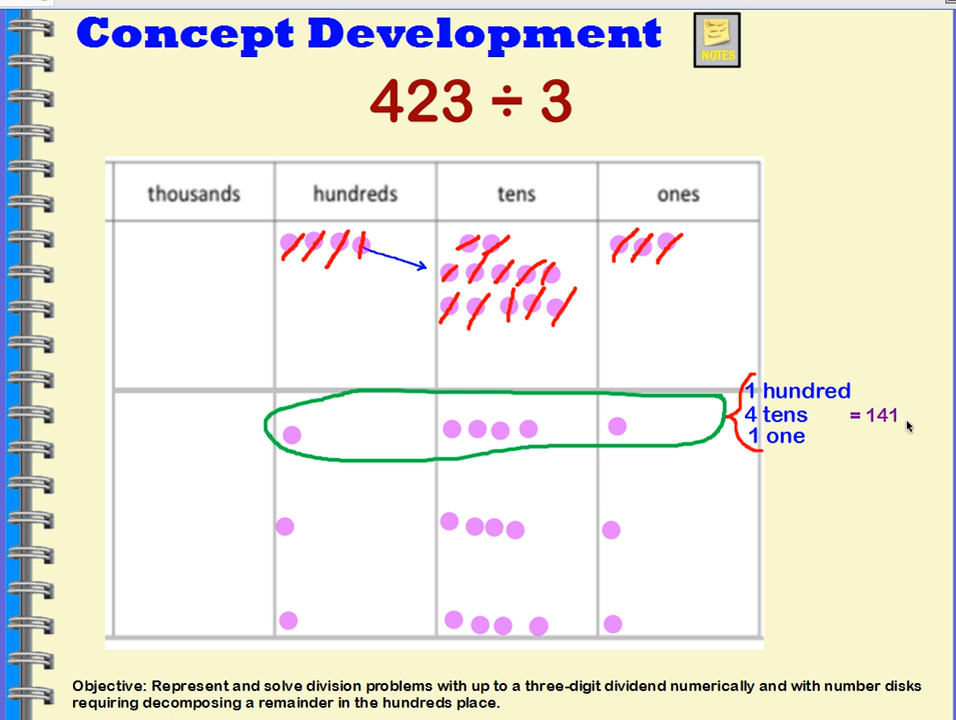 Concept Development
NOTES
423 ÷ 3
thousands hundreds tens ones
1 hundred
4 tens = 141
1 one
Objective: Represent and solve division problems with up to a three-digit dividend numerically and with number disks
requiring decomposing a remainder in the hundreds place.